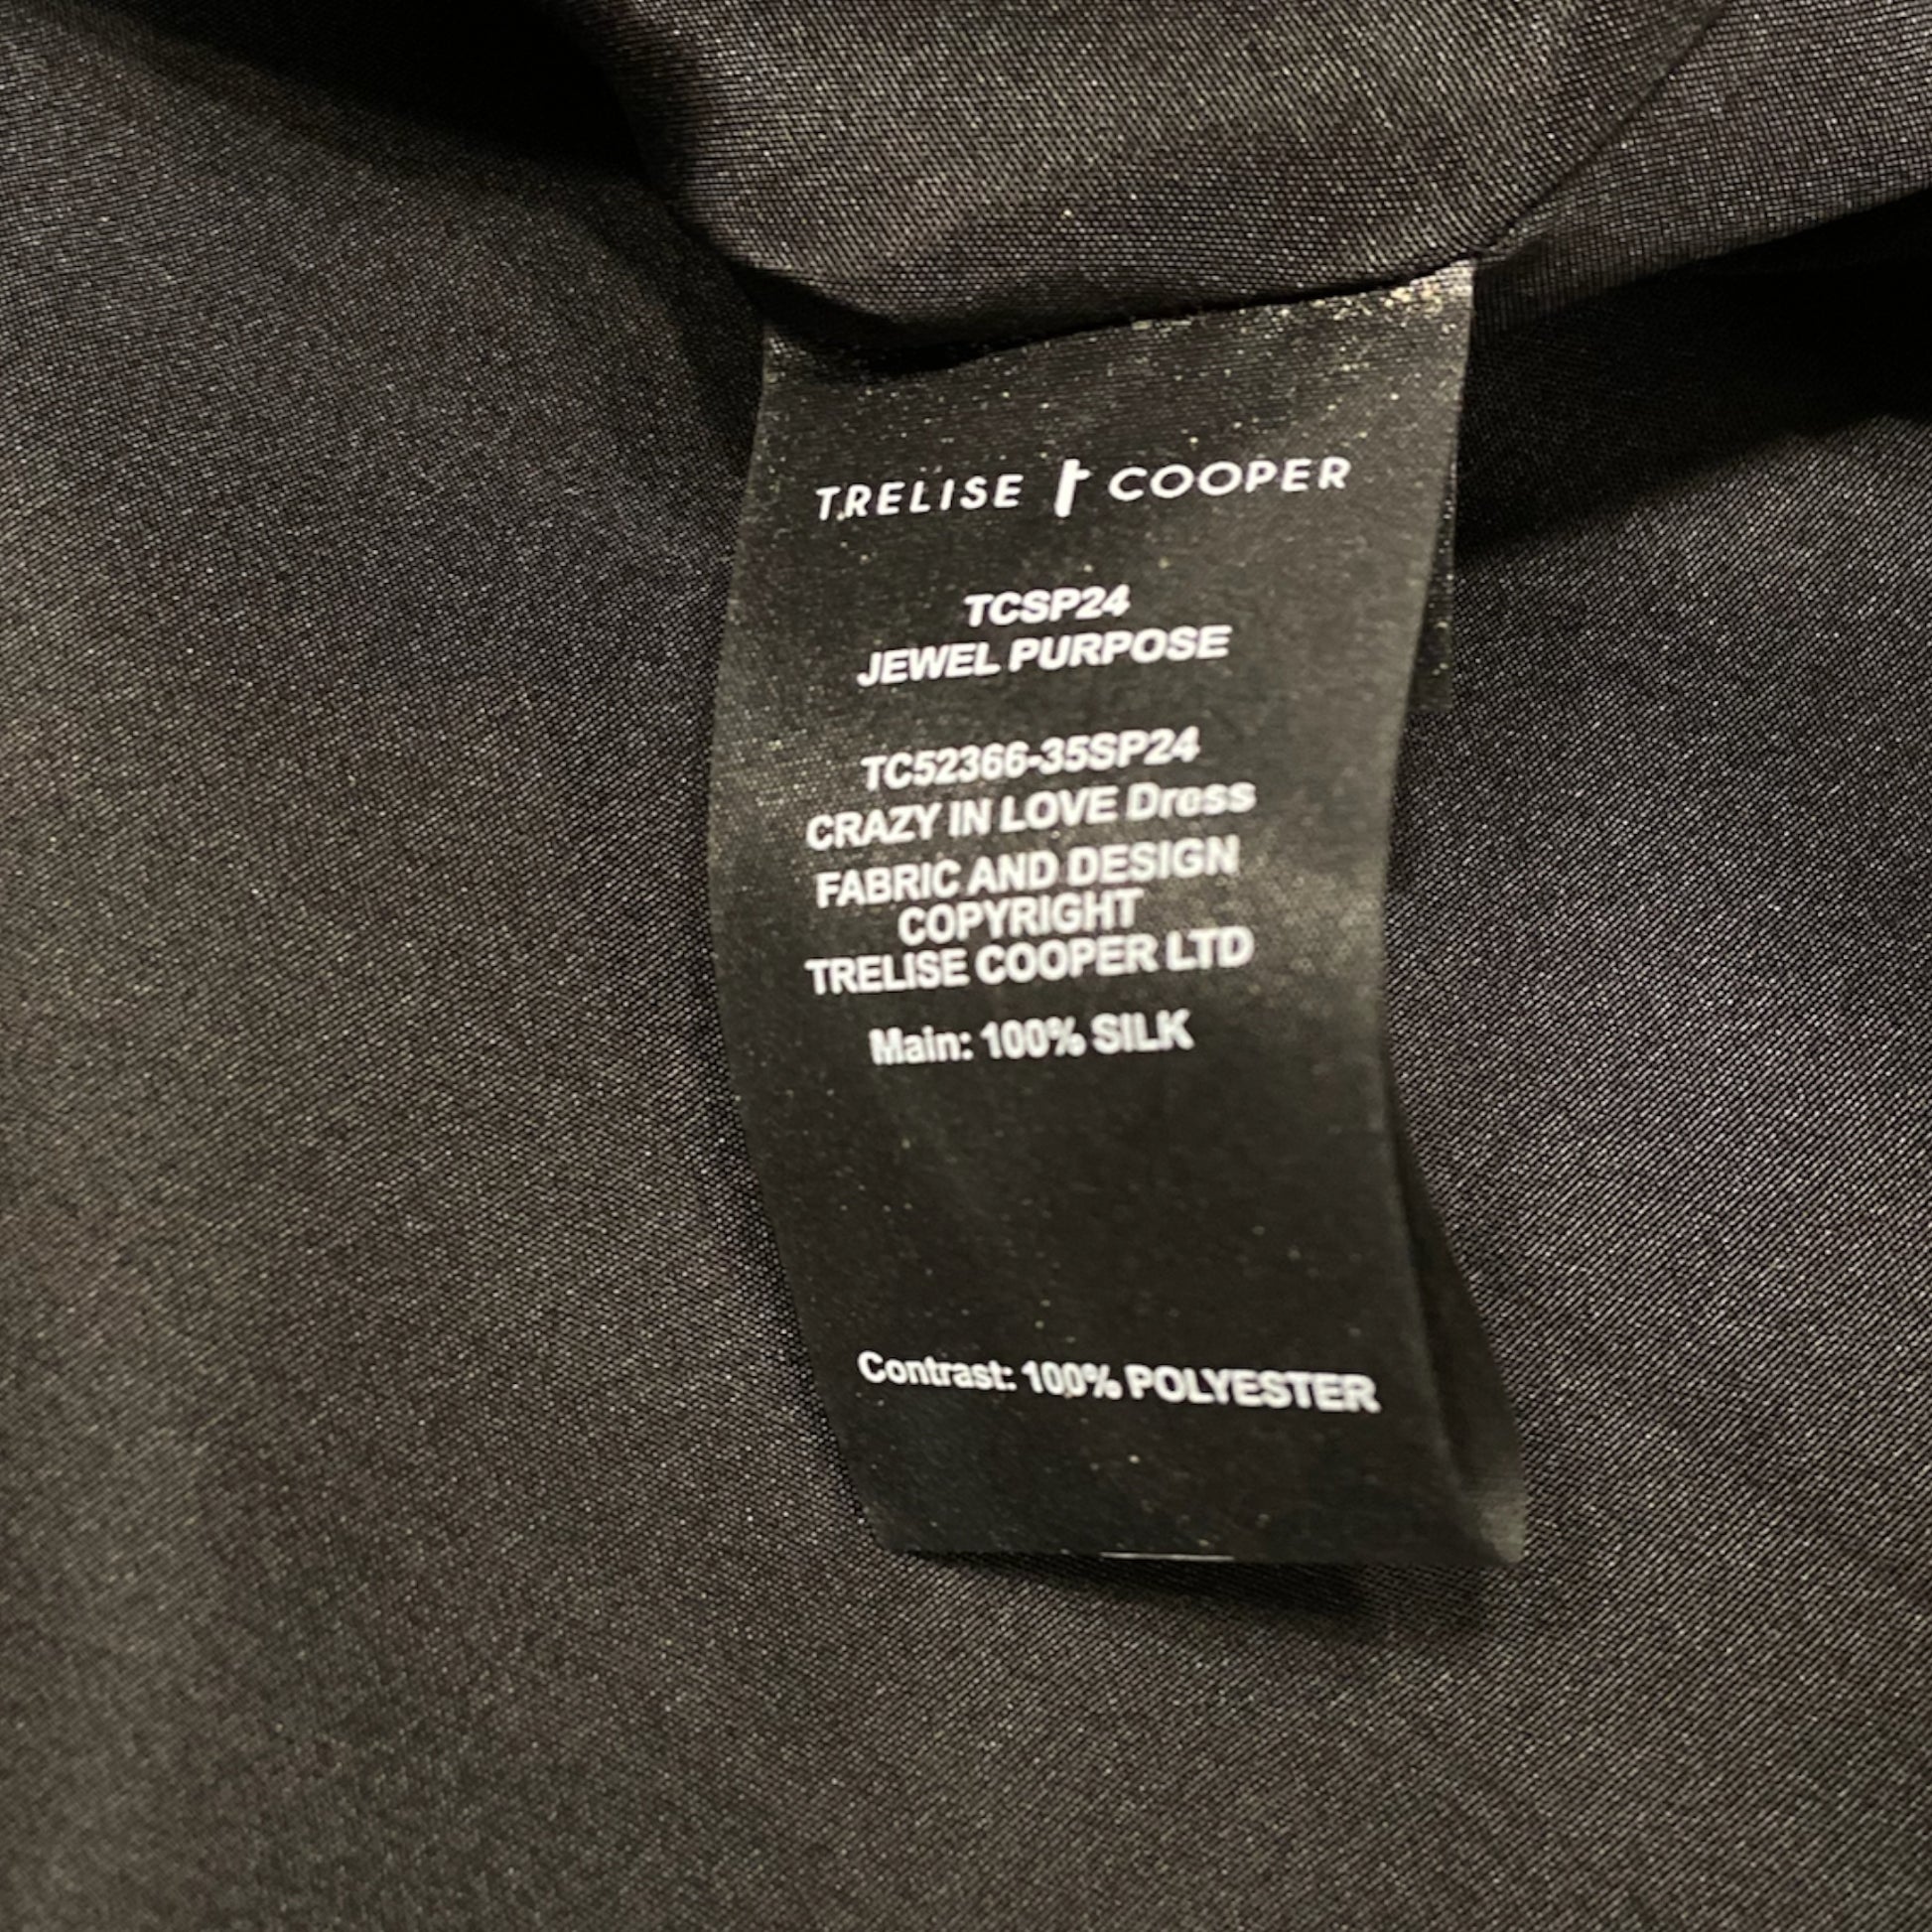 TRELISE COOPER
TCSP24
JEWEL PURPOSE
TC52366-35SP24
CRAZY IN LOVE Dress
FABRIC AND DESIGN
COPYRIGHT
TRELISE COOPER LTD
Main: 100% SILK
Contrast: 100% POLYESTER